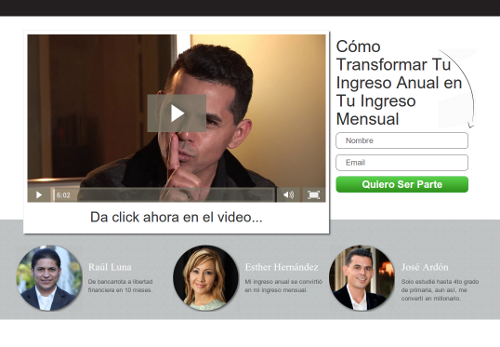 Cómo
Transformar Tu
Ingreso Anual en
Tu Ingreso
Mensual
Nombre
Email
Quiero Ser Parte
6:02
Da click ahora en el video...
Raúl Luna
De bancarrota a libertad
financiera en 10 meses.
Esther Hernández
Mi ingreso anual se convirtió
en mi ingreso mensual.
José Ardón
Solo estudié hasta 4to grado
de primaria, aun así, me
convertí en millonario.